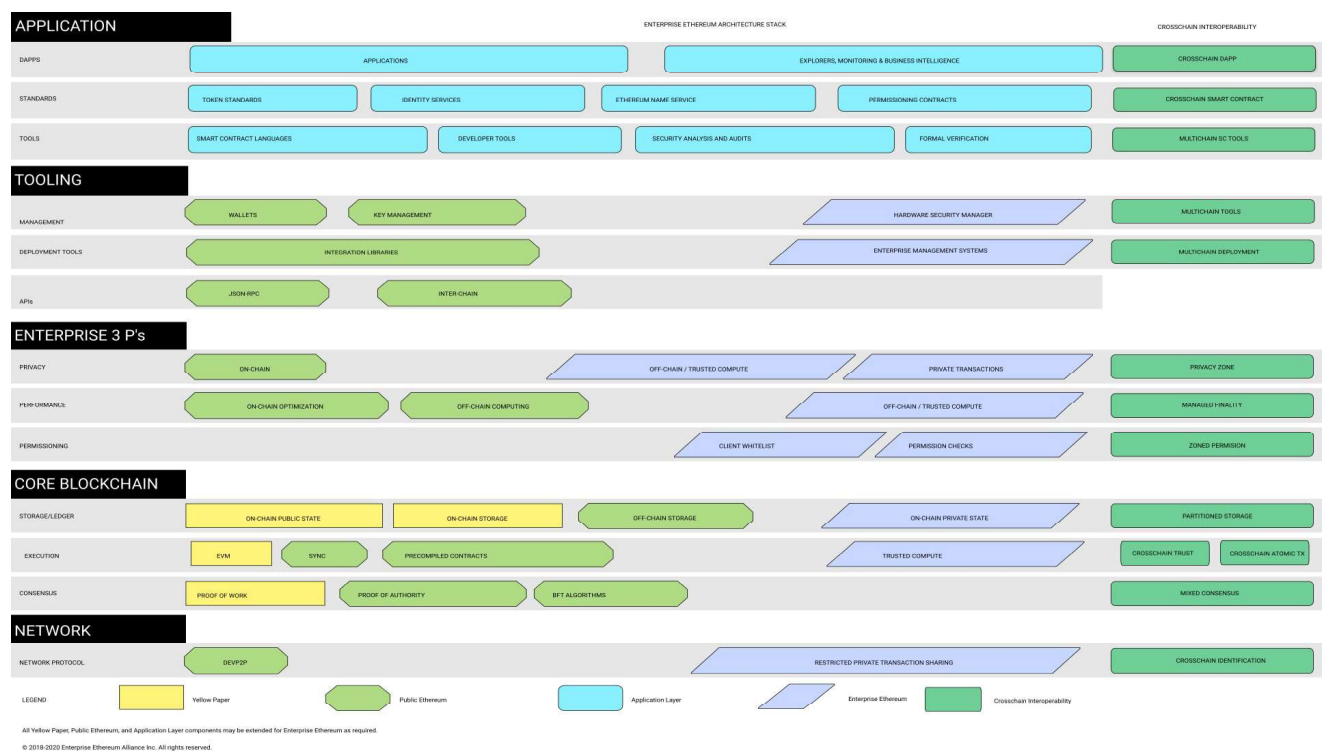 APPLICATION
ENTERPRISE ETHEREUM ARCHITECTURE STACK
CROSSCHAIN INTEROPERABILITY
DAPPS
APPLICATIONS
EXPLORERS, MONITORING & BUSINESS INTELLIGENCE
CROSSCHAIN DAPP
STANDARDS
TOKEN STANDARDS
IDENTITY SERVICES
ETHEREUM NAME SERVICE
PERMISSIONING CONTRACTS
CROSSCHAIN SMART CONTRACT
TOOLS
SMART CONTRACT LANGUAGES
DEVELOPER TOOLS
SECURITY ANALYSIS AND AUDITS
FORMAL VERIFICATION
MULTICHAIN SC TOOLS
TOOLING
MANAGEMENT
WALLETS
KEY MANAGEMENT
HARDWARE SECURITY MANAGER
MULTICHAIN TOOLS
DEPLOYMENT TOOLS
INTEGRATION LIBRARIES
ENTERPRISE MANAGEMENT SYSTEMS
MULTICHAIN DEPLOYMENT
APIs
JSON-RPC
INTER-CHAIN
ENTERPRISE 3 P's
PRIVACY
ON-CHAIN
OFF-CHAIN / TRUSTED COMPUTE
PRIVATE TRANSACTIONS
PRIVACY ZONE
PERFORMANCE
ON-CHAIN OPTIMIZATION
OFF-CHAIN COMPUTING
OFF-CHAIN / TRUSTED COMPUTE
MANAGED FINALITY
PERMISSIONING
CLIENT WHITELIST
PERMISSION CHECKS
ZONED PERMISION
CORE BLOCKCHAIN
STORAGE/LEDGER
ON-CHAIN PUBLIC STATE
ON-CHAIN STORAGE
OFF-CHAIN STORAGE
ON-CHAIN PRIVATE STATE
PARTITIONED STORAGE
EXECUTION
EVM
SYNC
PRECOMPILED CONTRACTS
TRUSTED COMPUTE
CROSSCHAIN TRUST
CROSSCHAIN ATOMIC TX
CONSENSUS
PROOF OF WORK
PROOF OF AUTHORITY
BFT ALGORITHMS
MIXED CONSENSUS
NETWORK
NETWORK PROTOCOL
DEVP2P
RESTRICTED PRIVATE TRANSACTION SHARING
CROSSCHAIN IDENTIFICATION
LEGEND
Yellow Paper
Public Ethereum
Application Layer
Enterprise Ethereum
Crosschain Interoperability
All Yellow Paper, Public Ethereum, and Application Layer components may be extended for Enterprise Ethereum as required.
© 2018-2020 Enterprise Ethereum Alliance Inc. All rights reserved.